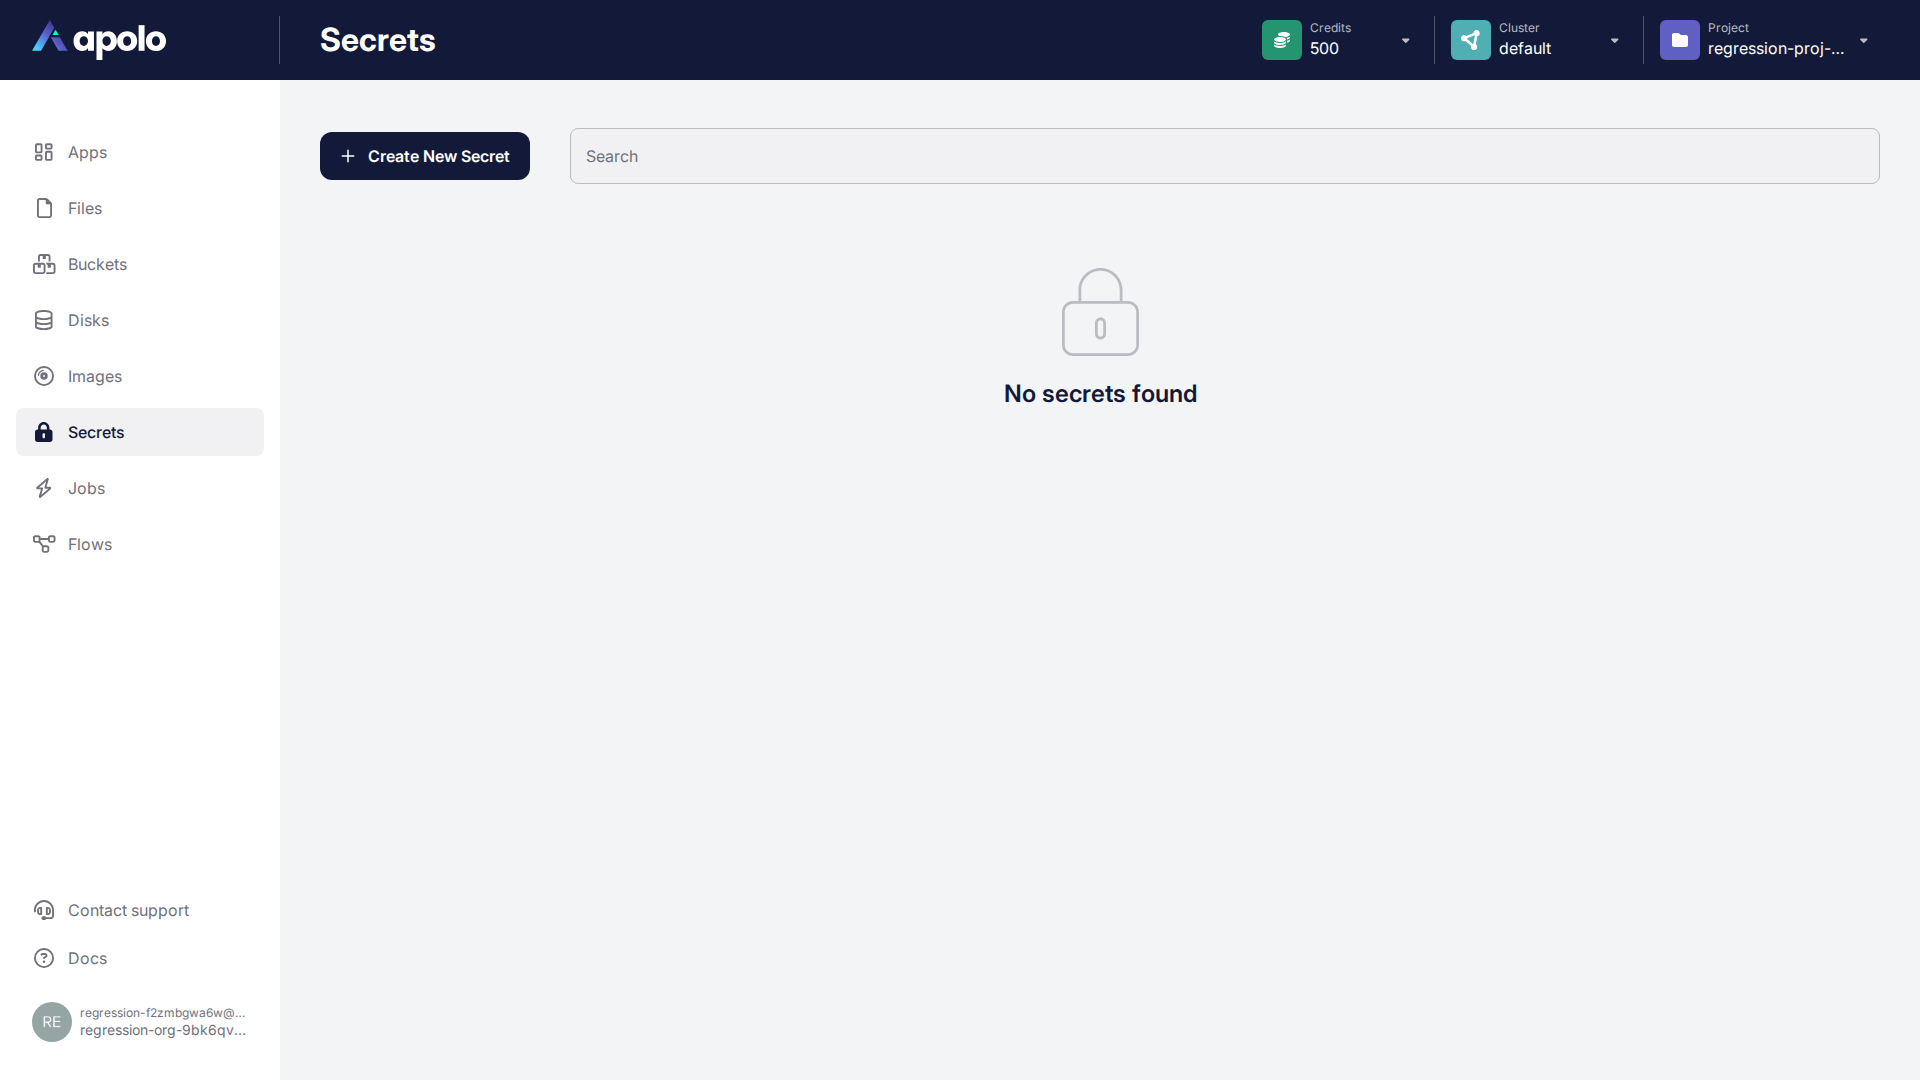 apolo
Secrets
Credits
500
Cluster
default
Project
regression-proj-...
Apps
Files
Buckets
Disks
Images
Secrets
Jobs
Flows
Create New Secret
Search
No secrets found
Contact support
Docs
RE
regression-f2zmbgwa6w@...
regression-org-9bk6qv...